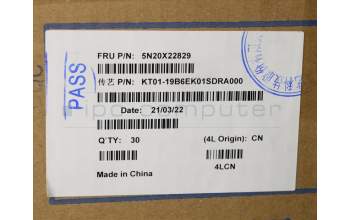 FRU P/N: 5N20X22829
传艺 P/N: KT01-19B6EK01SDRA000
PASS
Date: 21/03/22
Q'TY: 30 (4L Origin): CN
4LCN
Made in China